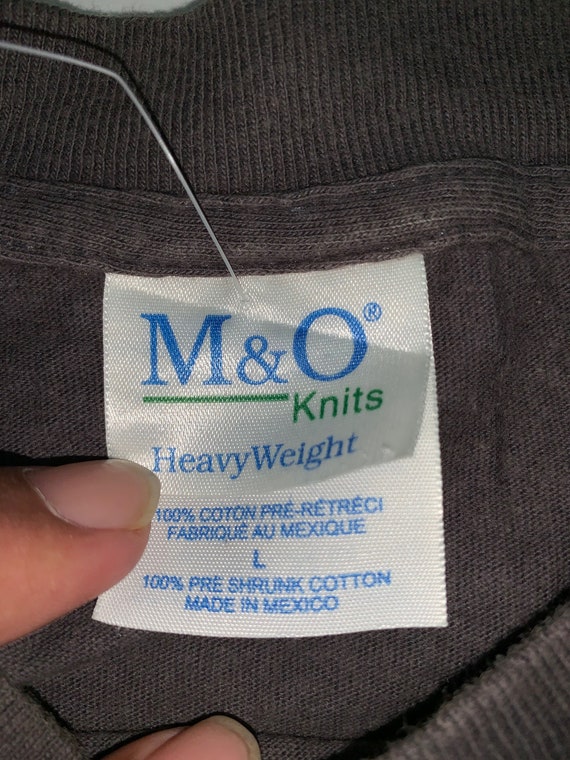 M&O®
Knits
HeavyWeight
100% COTON PRÉ-RÉTRÉCI
FABRIQUÉ AU MEXIQUE
L
100% PRE SHRUNK COTTON
MADE IN MEXICO